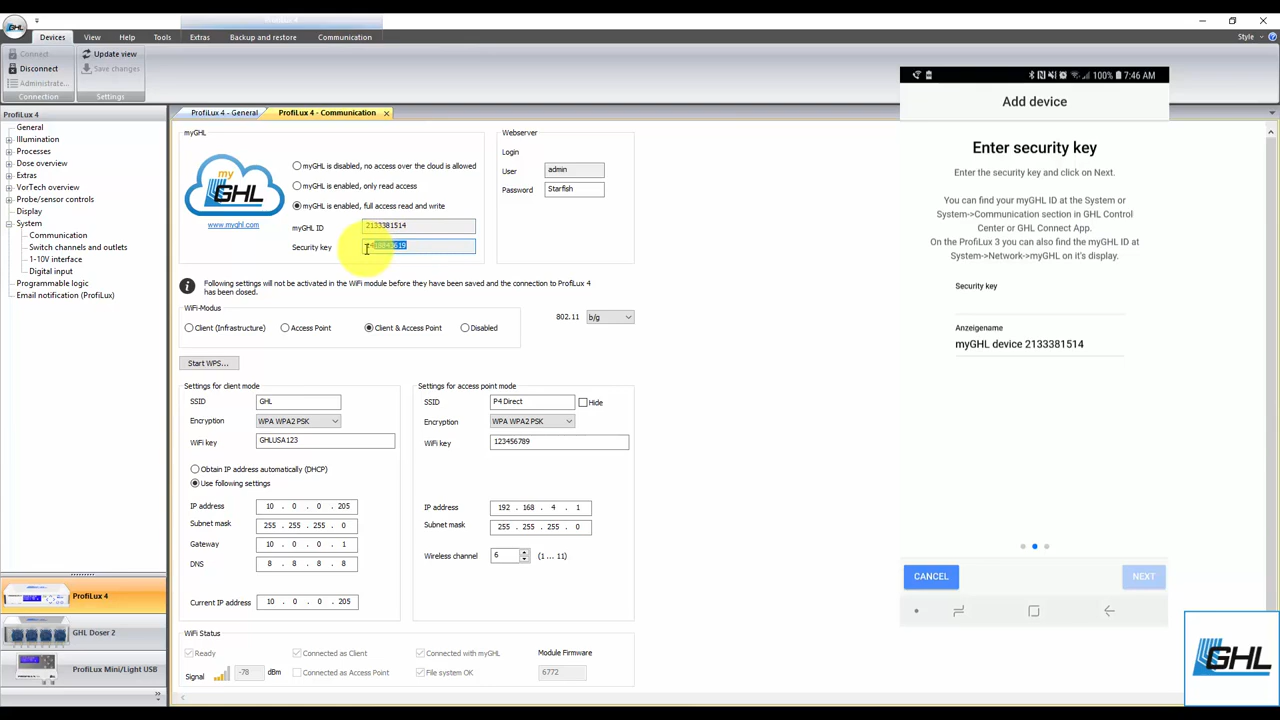 ProfiLux 4
GHL
Devices View Help Tools Extras Backup and restore Communication
Style
Connect
Disconnect
Administrate...
Connection
Update view
Save changes
Settings
ProfiLux 4
General
Illumination
Processes
Dose overview
Extras
VorTech overview
Probe/sensor controls
Display
System
Communication
Switch channels and outlets
1-10V interface
Digital input
Programmable logic
Email notification (ProfiLux)
ProfiLux 4
GHL Doser 2
ProfiLux Mini/Light USB
ProfiLux 4 - General
ProfiLux 4 - Communication
myGHL
my
GHL
www.myghl.com
myGHL is disabled, no access over the cloud is allowed
myGHL is enabled, only read access
myGHL is enabled, full access read and write
myGHL ID 2133381514
Security key
Webserver
Login
User admin
Password Starfish
Following settings will not be activated in the WiFi module before they have been saved and the connection to ProfiLux 4
has been closed.
WiFi-Modus
Client (Infrastructure) Access Point Client & Access Point Disabled
802.11 b/g
Start WPS...
Settings for client mode
SSID GHL
Encryption WPA WPA2 PSK
WiFi key GHLUSA123
Obtain IP address automatically (DHCP)
Use following settings
IP address 10 . 0 . 0 . 205
Subnet mask 255 . 255 . 255 . 0
Gateway 10 . 0 . 0 . 1
DNS 8 . 8 . 8 . 8
Current IP address 10 . 0 . 0 . 205
Settings for access point mode
SSID P4 Direct Hide
Encryption WPA WPA2 PSK
WiFi key 123456789
IP address 192 . 168 . 4 . 1
Subnet mask 255 . 255 . 255 . 0
Wireless channel 6 (1 ... 11)
WiFi Status
Ready
Connected as Client
Connected with myGHL
Module Firmware
Signal -78 dBm
Connected as Access Point
File system OK
6772
100% 7:46 AM
Add device
Enter security key
Enter the security key and click on Next.
You can find your myGHL ID at the System or
System->Communication section in GHL Control
Center or GHL Connect App.
On the ProfiLux 3 you can also find the myGHL ID at
System->Network->myGHL on it's display.
Security key
Anzeigename
myGHL device 2133381514
CANCEL NEXT
GHL